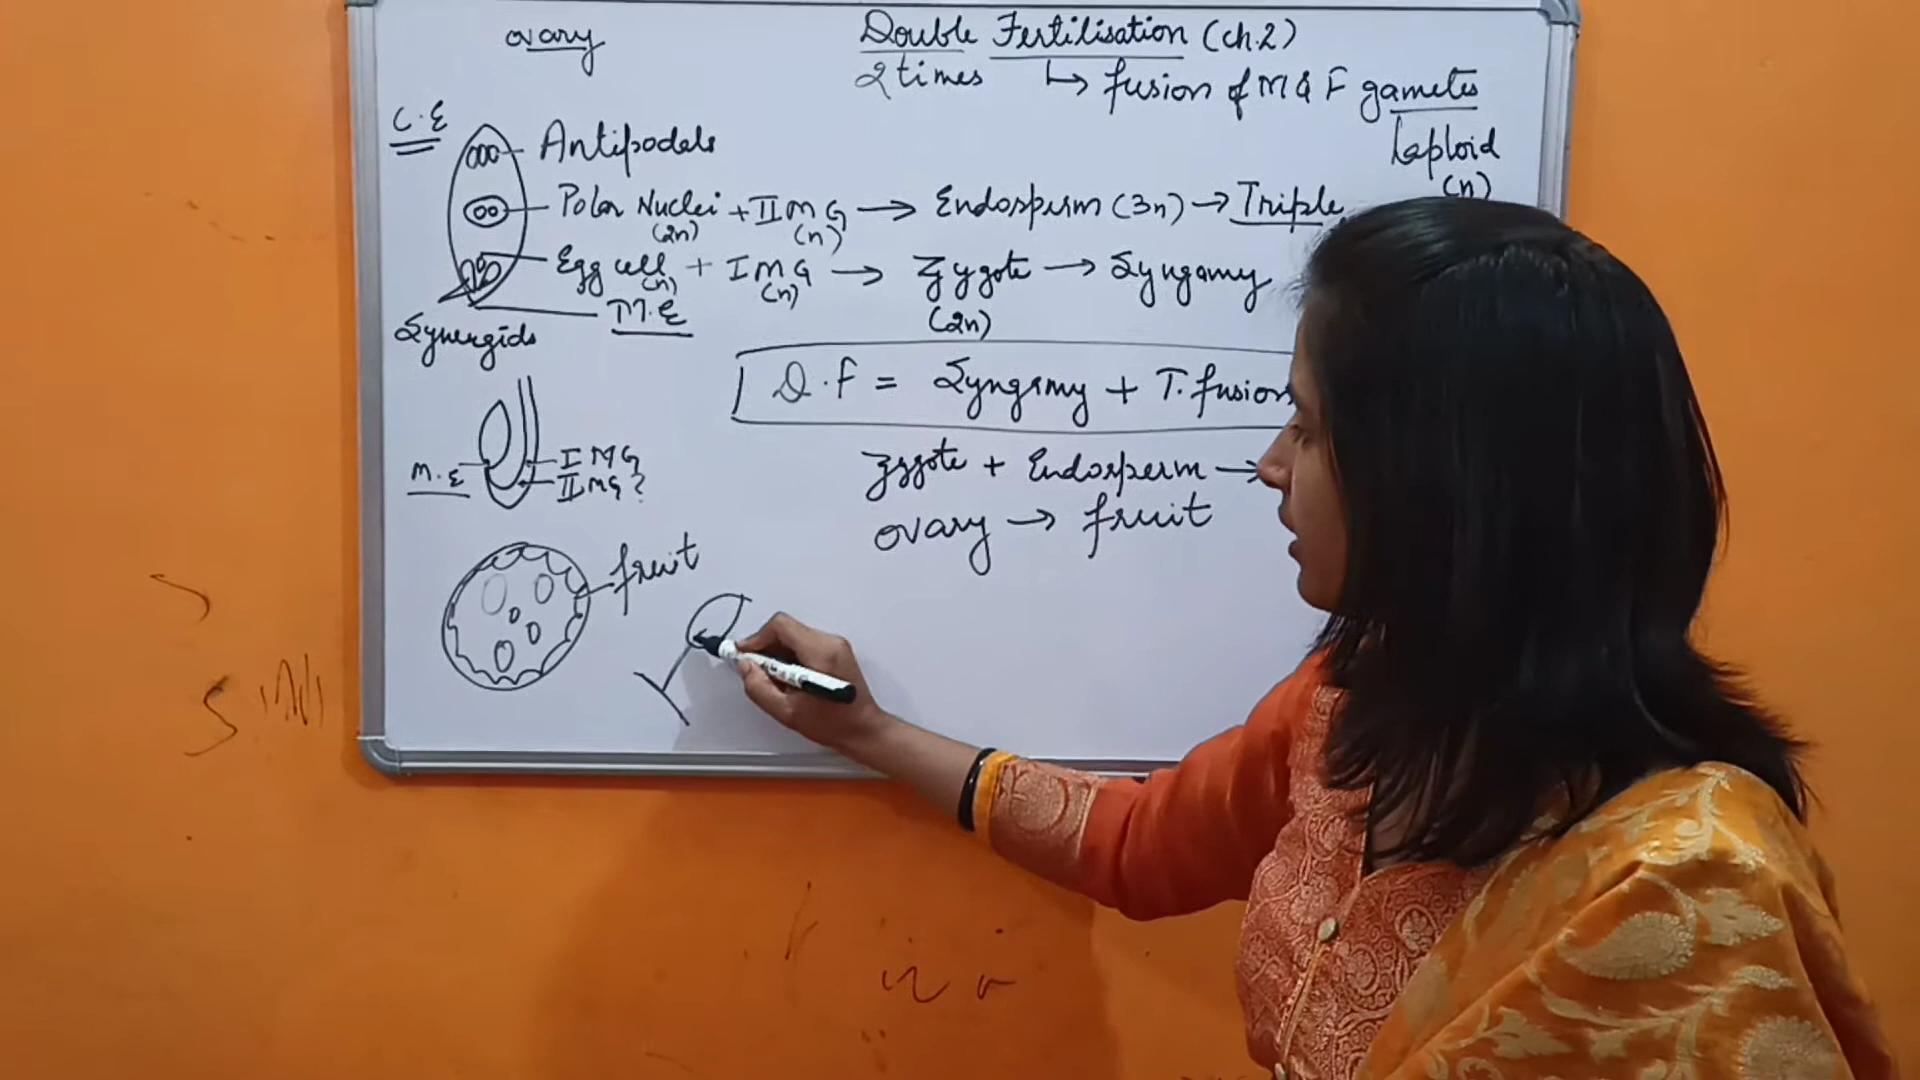 ovary
Double Fertilisation (ch.2)
2 times ↳ fusion of M & F gametes
haploid
(n)
C.E
Antipodals
Polar Nuclei + II MG → Endosperm (3n) → Triple
(2n) (n)
Egg cell + I MG → Zygote → Syngamy
(n) (n) (2n)
M.E
Synergids
D.F = Syngamy + T. fusion
Zygote + Endosperm →
ovary → fruit
M.E
I MG
II MG ?
fruit